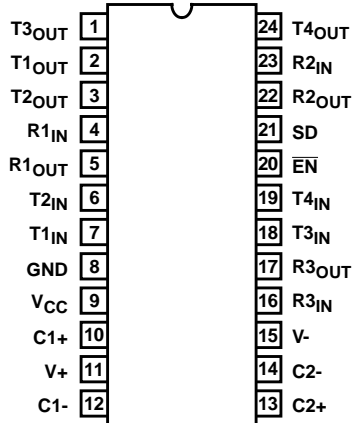 T3OUT 1 24 T4OUT
T1OUT 2 23 R2IN
T2OUT 3 22 R2OUT
R1IN 4 21 SD
R1OUT 5 20 EN
T2IN 6 19 T4IN
T1IN 7 18 T3IN
GND 8 17 R3OUT
VCC 9 16 R3IN
C1+ 10 15 V-
V+ 11 14 C2-
C1- 12 13 C2+